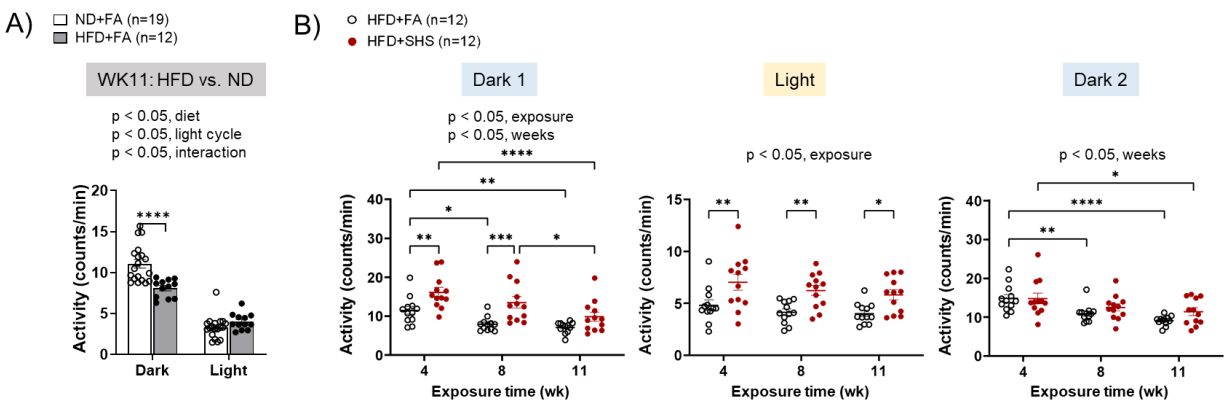 A)
ND+FA (n=19)
HFD+FA (n=12)
WK11: HFD vs. ND
p < 0.05, diet
p < 0.05, light cycle
p < 0.05, interaction
Activity (counts/min)
20
15
10
5
0
****
Dark Light
B)
HFD+FA (n=12)
HFD+SHS (n=12)
Dark 1
p < 0.05, exposure
p < 0.05, weeks
****
**
*
** *** *
Activity (counts/min)
40
30
20
10
0
4 8 11
Exposure time (wk)
Light
p < 0.05, exposure
** ** *
Activity (counts/min)
15
10
5
0
4 8 11
Exposure time (wk)
Dark 2
p < 0.05, weeks
*
****
**
Activity (counts/min)
40
30
20
10
0
4 8 11
Exposure time (wk)